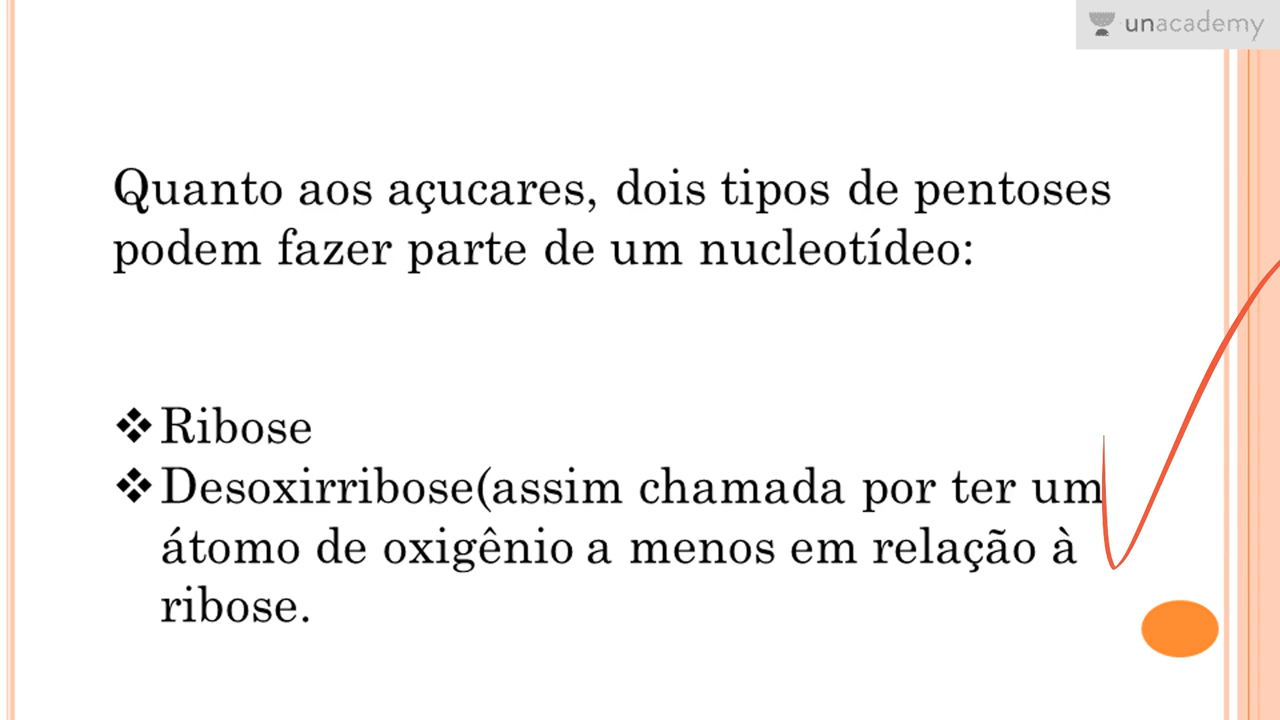 unacademy
Quanto aos açucares, dois tipos de pentoses
podem fazer parte de um nucleotídeo:
❖Ribose
❖Desoxirribose(assim chamada por ter um
átomo de oxigênio a menos em relação à
ribose.